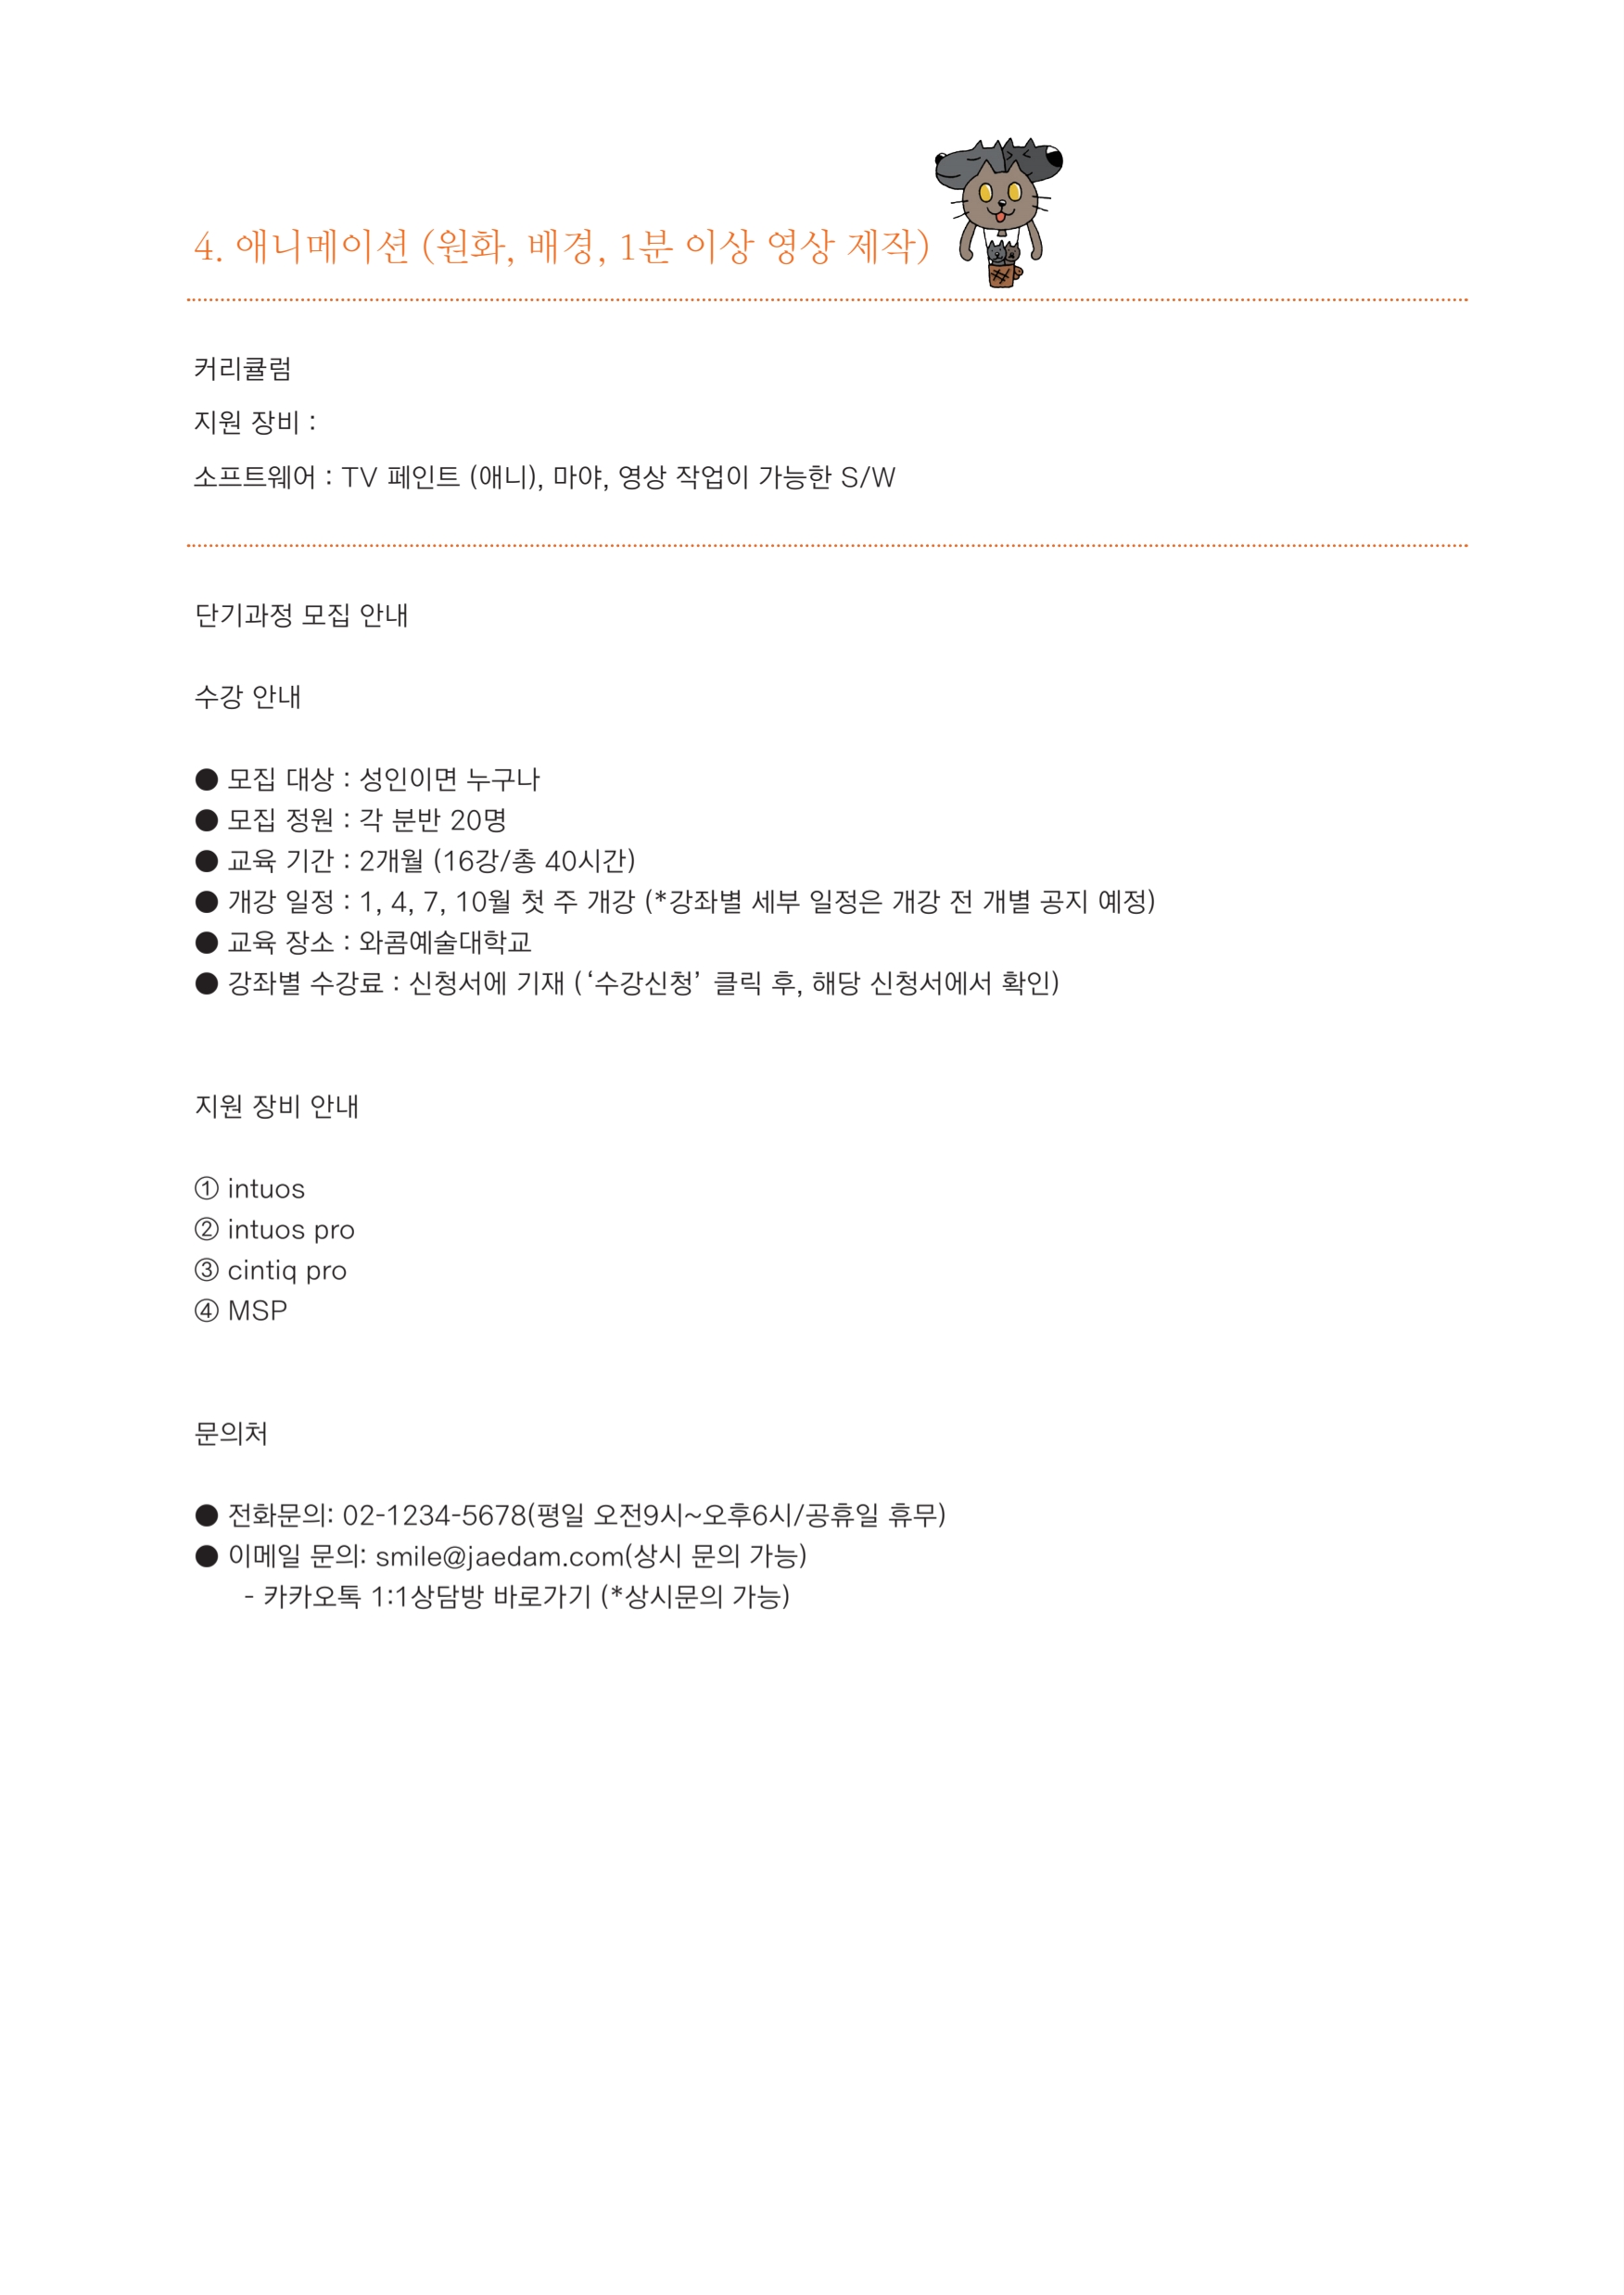 4. 애니메이션 (원화, 배경, 1분 이상 영상 제작)
커리큘럼
지원 장비 :
소프트웨어 : TV 페인트 (애니), 마야, 영상 작업이 가능한 S/W
단기과정 모집 안내
수강 안내
● 모집 대상 : 성인이면 누구나
● 모집 정원 : 각 분반 20명
● 교육 기간 : 2개월 (16강/총 40시간)
● 개강 일정 : 1, 4, 7, 10월 첫 주 개강 (*강좌별 세부 일정은 개강 전 개별 공지 예정)
● 교육 장소 : 와콤예술대학교
● 강좌별 수강료 : 신청서에 기재 (‘수강신청’ 클릭 후, 해당 신청서에서 확인)
지원 장비 안내
① intuos
② intuos pro
③ cintiq pro
④ MSP
문의처
● 전화문의: 02-1234-5678(평일 오전9시~오후6시/공휴일 휴무)
● 이메일 문의: smile@jaedam.com(상시 문의 가능)
- 카카오톡 1:1상담방 바로가기 (*상시문의 가능)